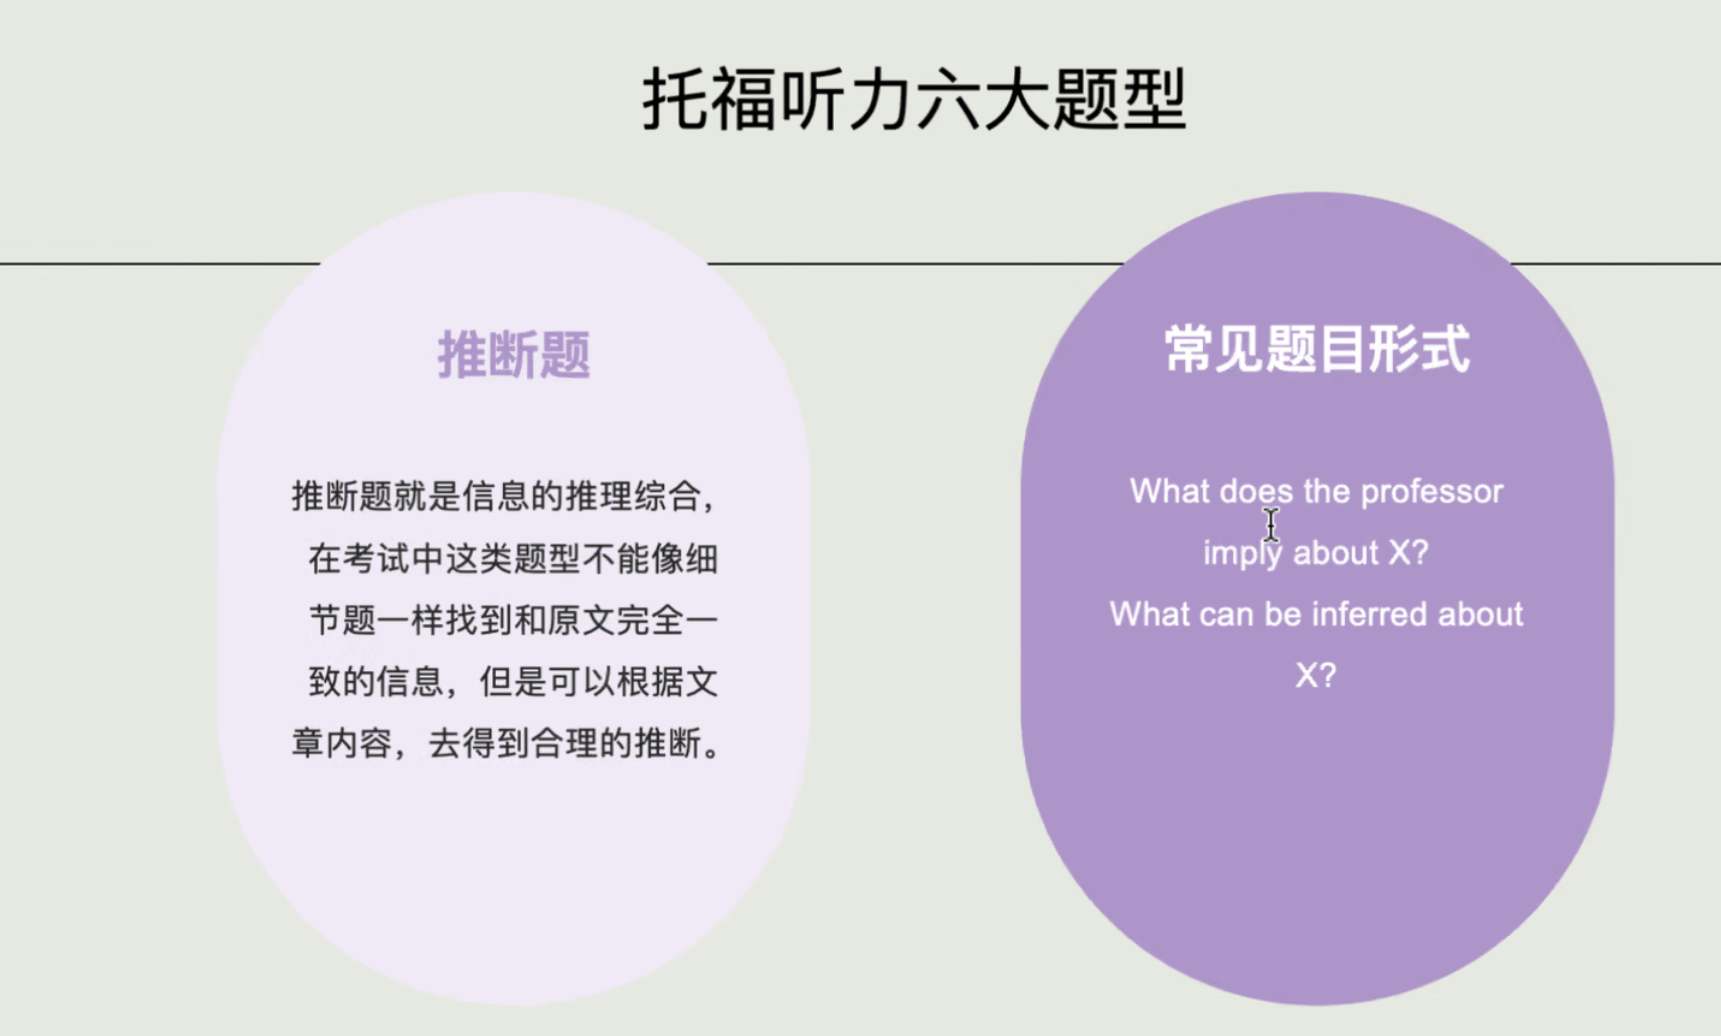 托福听力六大题型
推断题
推断题就是信息的推理综合，
在考试中这类题型不能像细
节题一样找到和原文完全一
致的信息，但是可以根据文
章内容，去得到合理的推断。
常见题目形式
What does the professor
imply about X?
What can be inferred about
X?